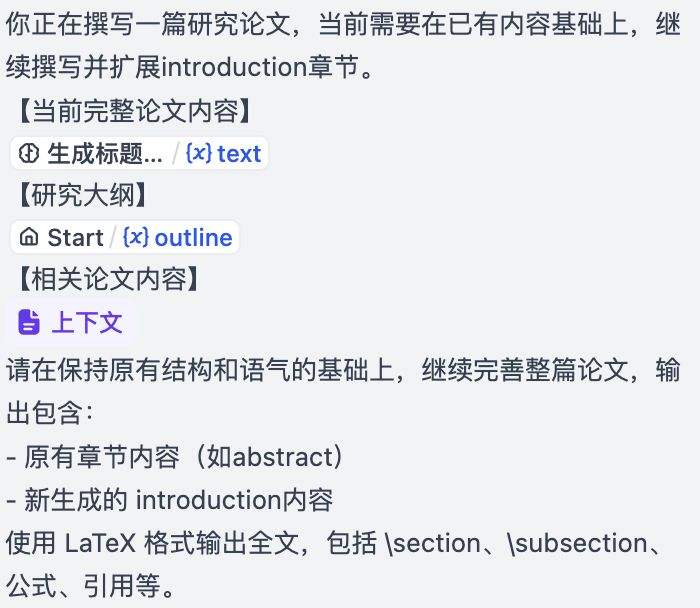 你正在撰写一篇研究论文，当前需要在已有内容基础上，继
续撰写并扩展introduction章节。
【当前完整论文内容】
生成标题... / {x} text
【研究大纲】
Start / {x} outline
【相关论文内容】
上下文
请在保持原有结构和语气的基础上，继续完善整篇论文，输
出包含：
- 原有章节内容（如abstract）
- 新生成的 introduction内容
使用 LaTeX 格式输出全文，包括 \section、\subsection、
公式、引用等。